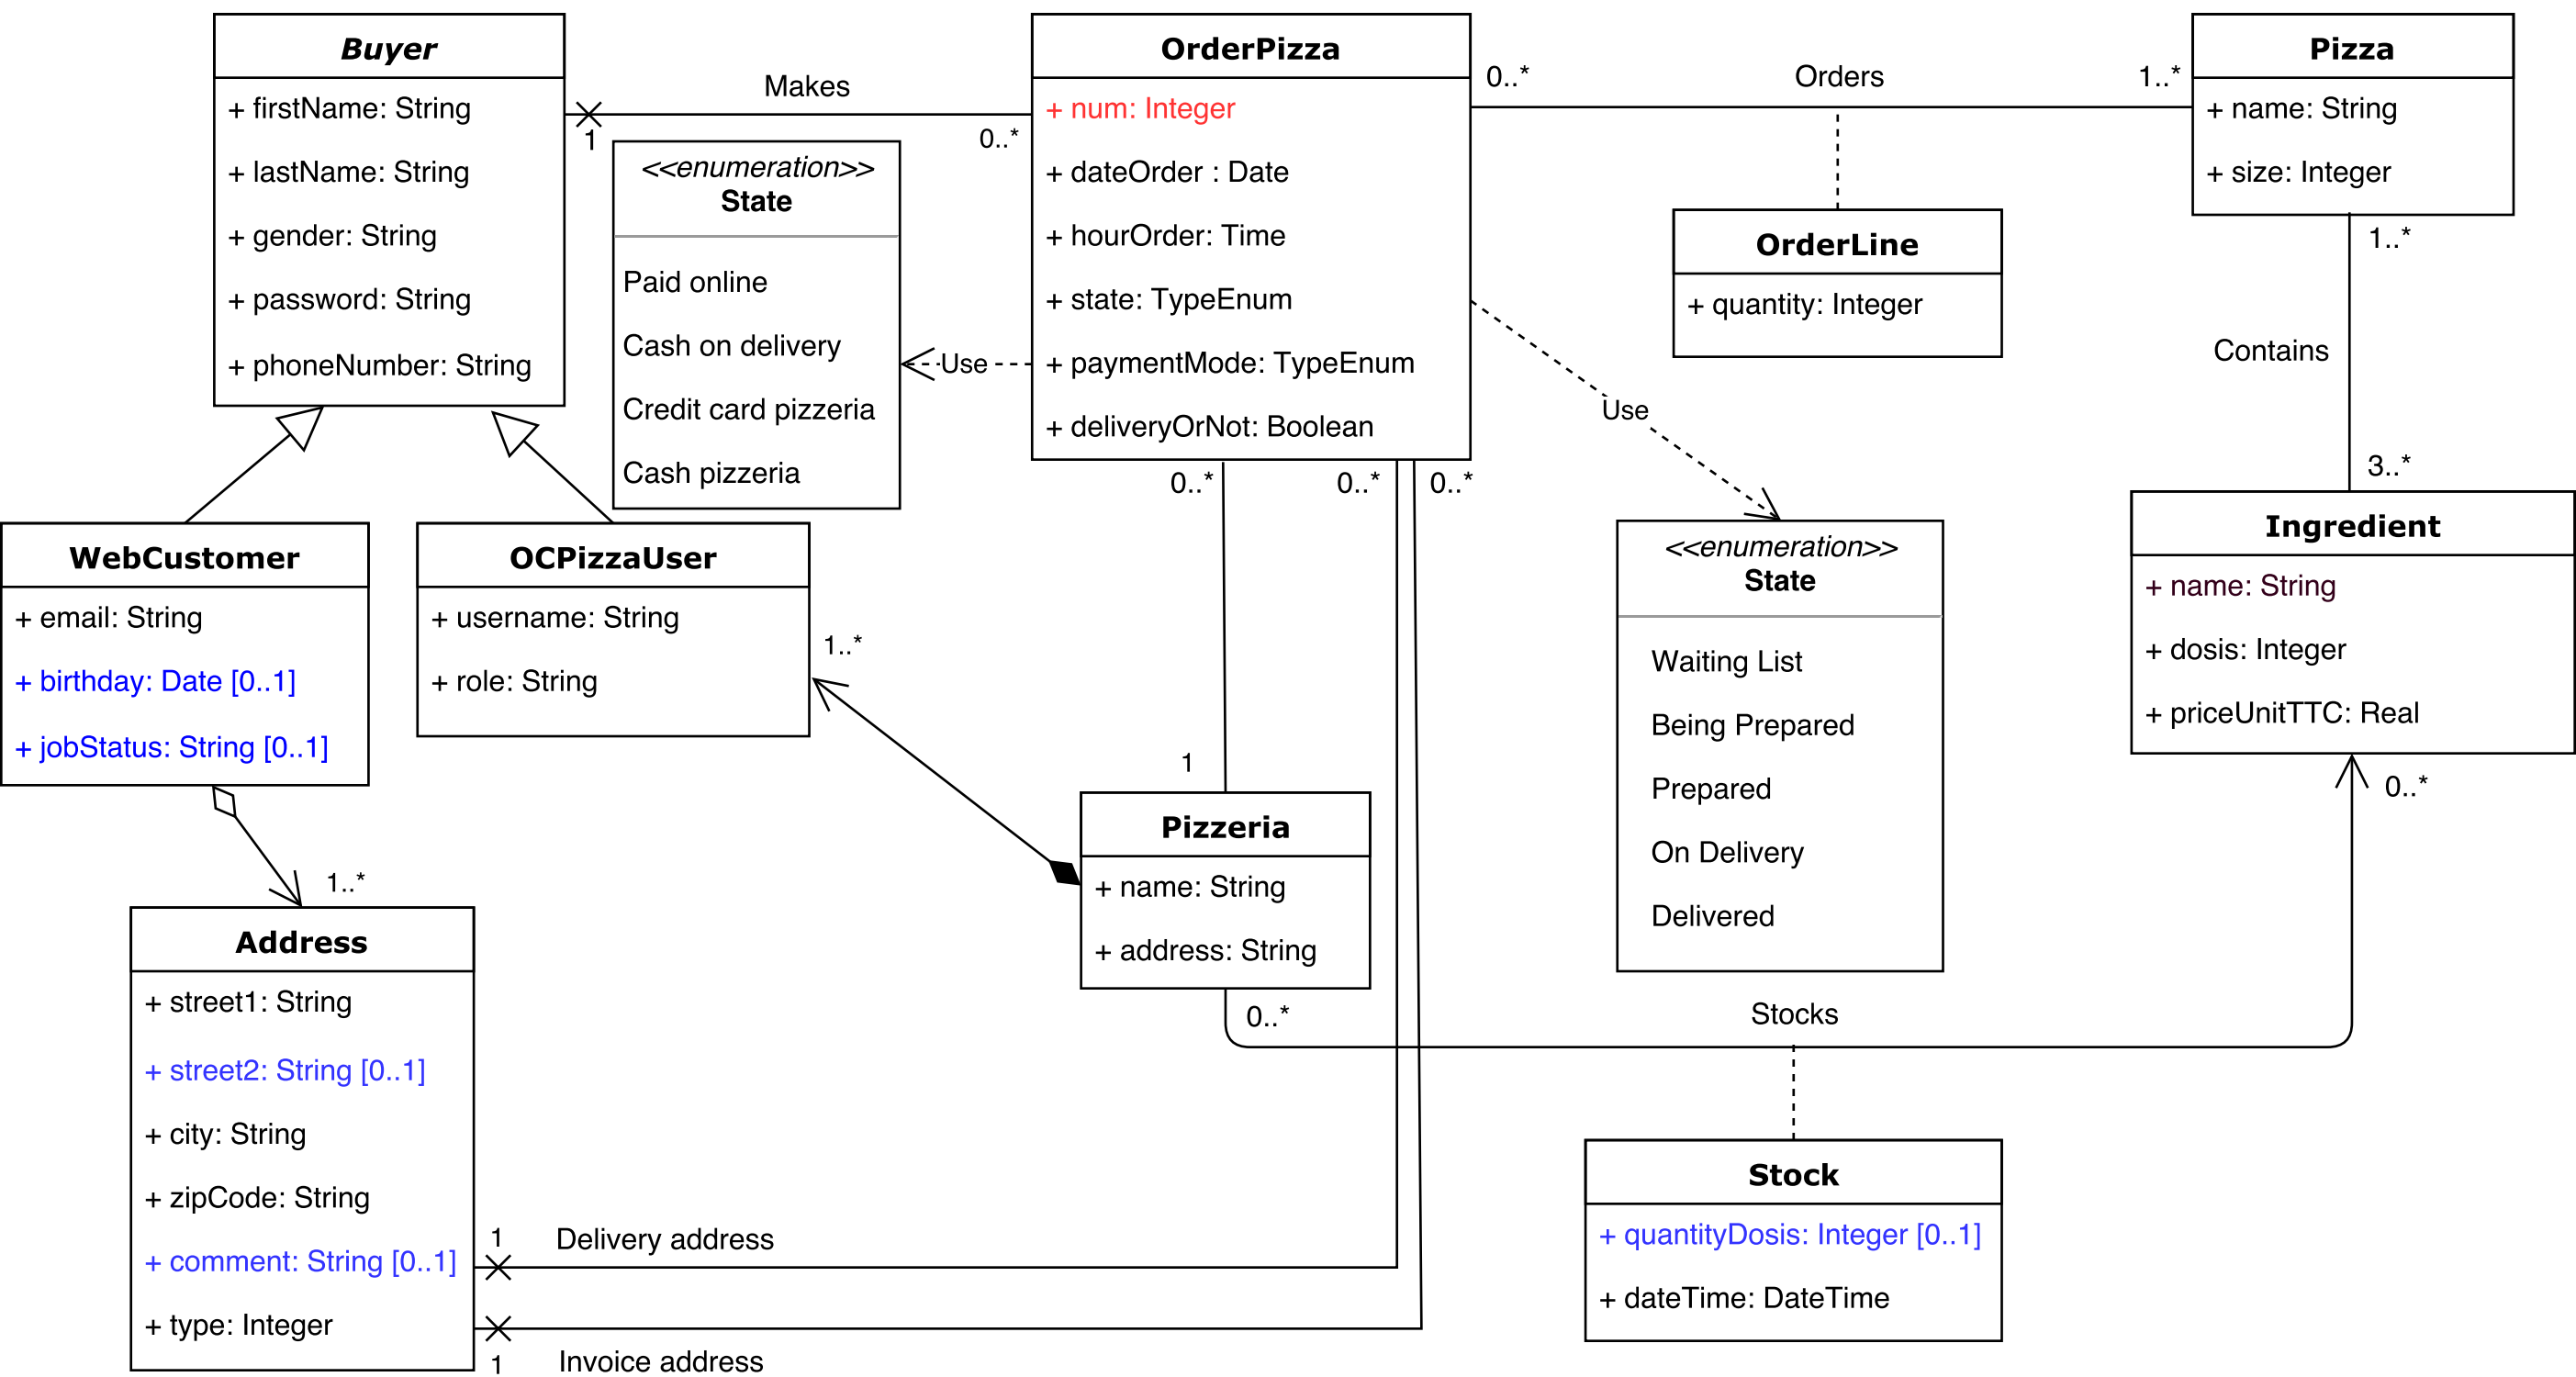 Buyer
+ firstName: String
+ lastName: String
+ gender: String
+ password: String
+ phoneNumber: String
Makes
1
0..*
<<enumeration>>
State
Paid online
Cash on delivery
Credit card pizzeria
Cash pizzeria
Use
OrderPizza
+ num: Integer
+ dateOrder : Date
+ hourOrder: Time
+ state: TypeEnum
+ paymentMode: TypeEnum
+ deliveryOrNot: Boolean
0..*
Orders
1..*
Pizza
+ name: String
+ size: Integer
OrderLine
+ quantity: Integer
1..*
Contains
3..*
Use
0..*
0..*
0..*
WebCustomer
+ email: String
+ birthday: Date [0..1]
+ jobStatus: String [0..1]
OCPizzaUser
+ username: String
+ role: String
1..*
<<enumeration>>
State
Waiting List
Being Prepared
Prepared
On Delivery
Delivered
Ingredient
+ name: String
+ dosis: Integer
+ priceUnitTTC: Real
0..*
1
Pizzeria
+ name: String
+ address: String
0..*
Stocks
1..*
Address
+ street1: String
+ street2: String [0..1]
+ city: String
+ zipCode: String
+ comment: String [0..1]
+ type: Integer
1
Delivery address
1
Invoice address
Stock
+ quantityDosis: Integer [0..1]
+ dateTime: DateTime